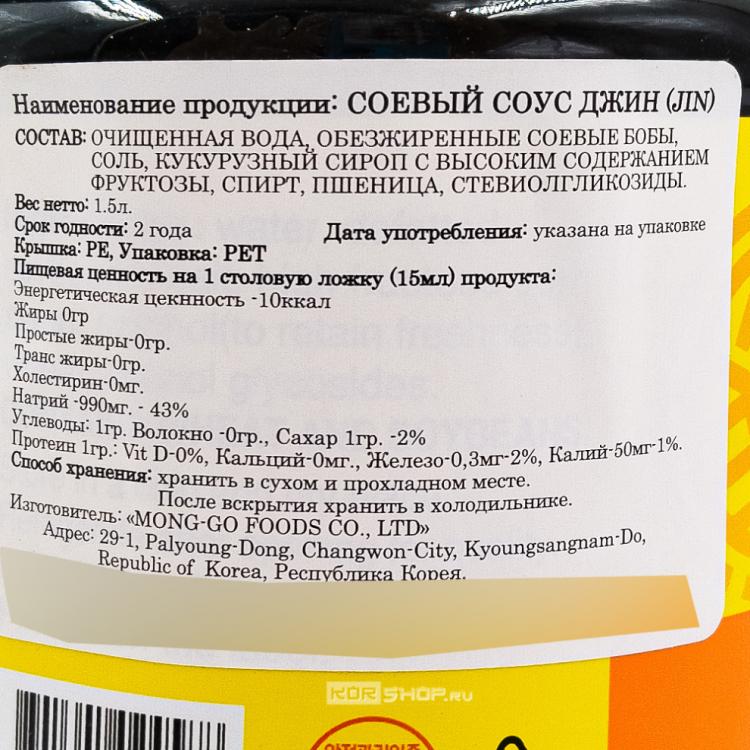 Наименование продукции: СОЕВЫЙ СОУС ДЖИН (JIN)
СОСТАВ: ОЧИЩЕННАЯ ВОДА, ОБЕЗЖИРЕННЫЕ СОЕВЫЕ БОБЫ,
СОЛЬ, КУКУРУЗНЫЙ СИРОП С ВЫСОКИМ СОДЕРЖАНИЕМ
ФРУКТОЗЫ, СПИРТ, ПШЕНИЦА, СТЕВИОЛГЛИКОЗИДЫ.
Вес нетто: 1.5л.
Срок годности: 2 года Дата употребления: указана на упаковке
Крышка: PE, Упаковка: PET
Пищевая ценность на 1 столовую ложку (15мл) продукта:
Энергетическая цекнность -10ккал
Жиры 0гр
Простые жиры-0гр.
Транс жиры-0гр.
Холестирин-0мг.
Натрий -990мг. - 43%
Углеводы: 1гр. Волокно -0гр., Сахар 1гр. -2%
Протеин 1гр.: Vit D-0%, Кальций-0мг., Железо-0,3мг-2%, Калий-50мг-1%.
Способ хранения: хранить в сухом и прохладном месте.
После вскрытия хранить в холодильнике.
Изготовитель: «MONG-GO FOODS CO., LTD»
Адрес: 29-1, Palyoung-Dong, Changwon-City, Kyoungsangnam-Do,
Republic of Korea, Республика Корея.
KORSHOP.RU